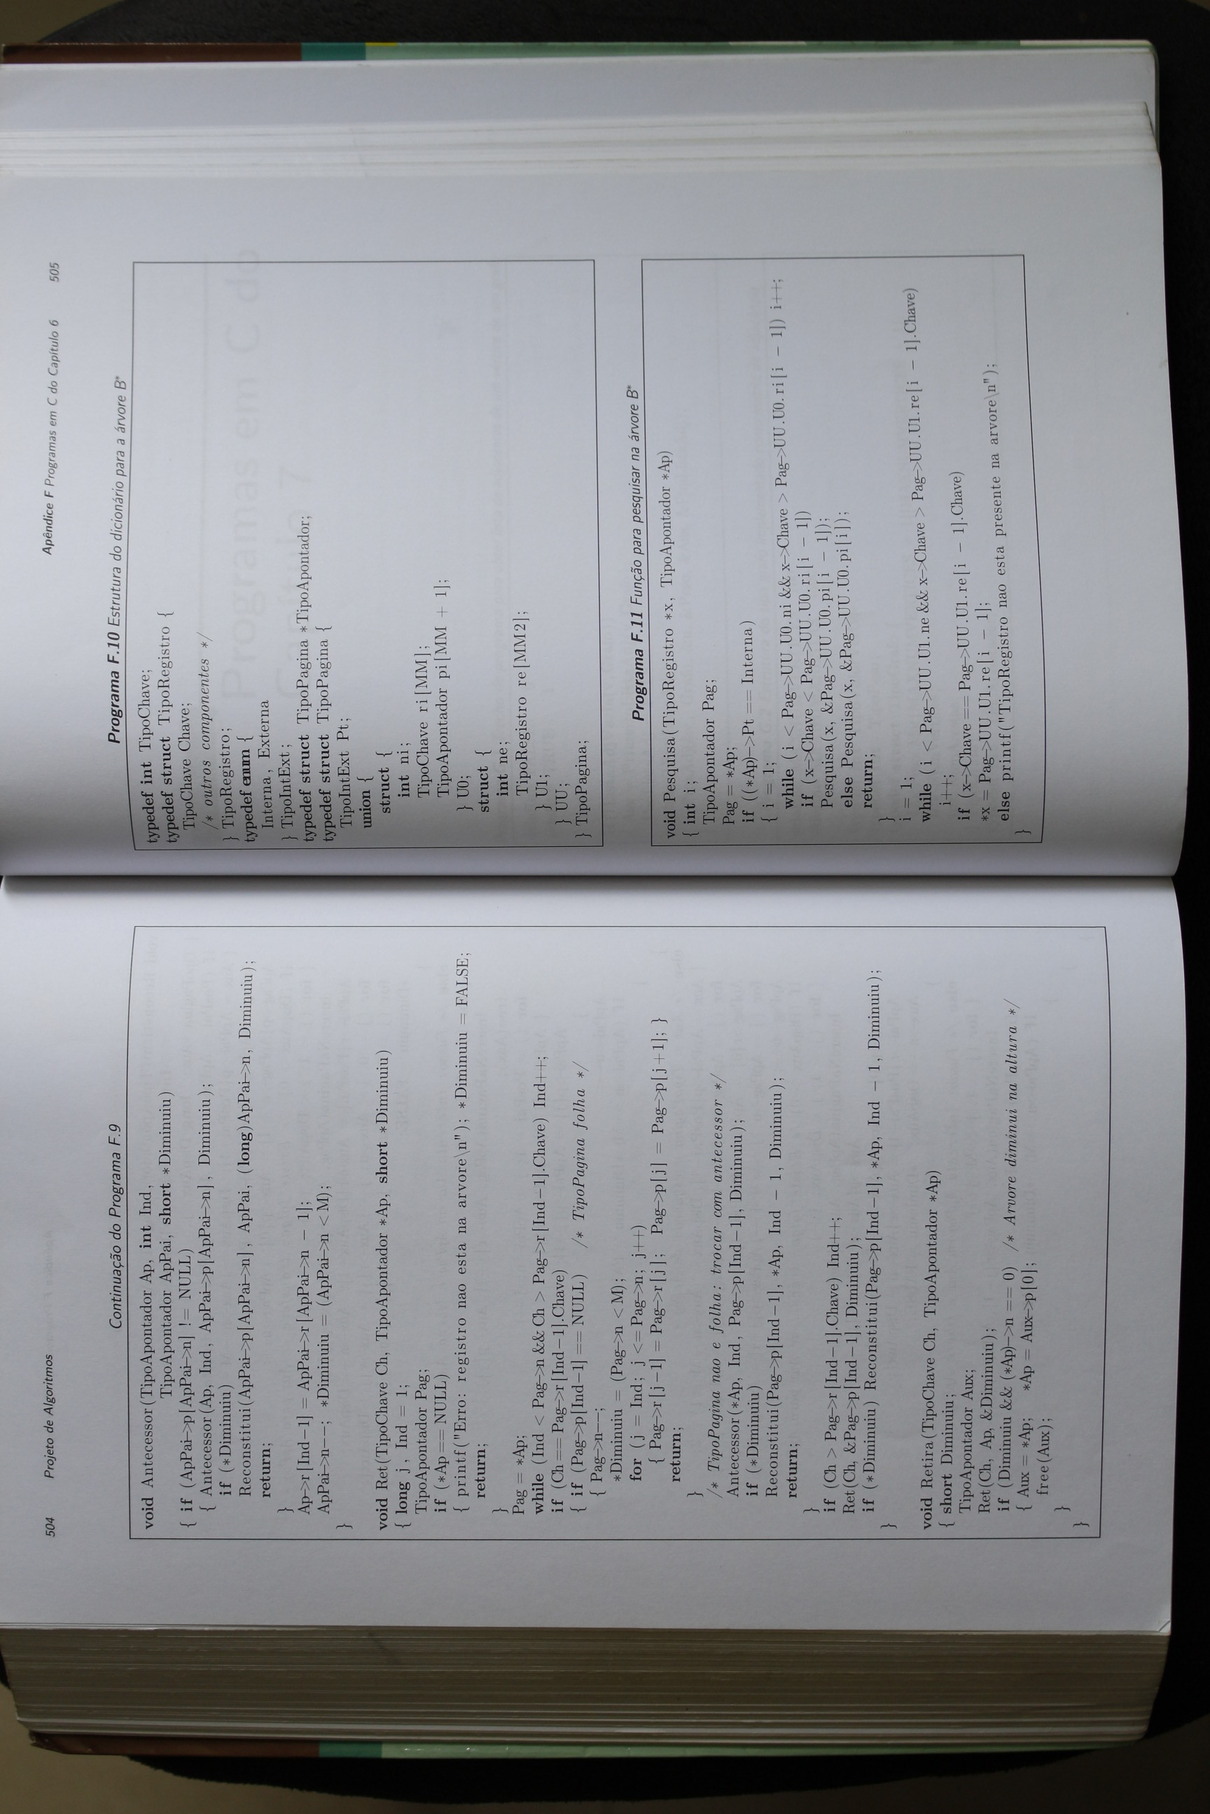 504 Projeto de Algoritmos
Continuação do Programa F.9
void Antecessor(TipoApontador Ap, int Ind,
TipoApontador ApPai, short *Diminuiu)
{ if (ApPai->p[ApPai->n] != NULL)
{ Antecessor(Ap, Ind, ApPai->p[ApPai->n], Diminuiu);
if (*Diminuiu)
Reconstitui(ApPai->p[ApPai->n], ApPai, (long)ApPai->n, Diminuiu);
return;
}
Ap->r[Ind-1] = ApPai->r[ApPai->n - 1];
ApPai->n--; *Diminuiu = (ApPai->n < M);
}
void Ret(TipoChave Ch, TipoApontador *Ap, short *Diminuiu)
{ long j, Ind = 1;
TipoApontador Pag;
if (*Ap == NULL)
{ printf("Erro: registro nao esta na arvore\n"); *Diminuiu = FALSE;
return;
}
Pag = *Ap;
while (Ind < Pag->n && Ch > Pag->r[Ind-1].Chave) Ind++;
if (Ch == Pag->r[Ind-1].Chave)
{ if (Pag->p[Ind-1] == NULL) /* TipoPagina folha */
{ Pag->n--;
*Diminuiu = (Pag->n < M);
for (j = Ind; j <= Pag->n; j++)
{ Pag->r[j-1] = Pag->r[j]; Pag->p[j] = Pag->p[j+1]; }
return;
}
/* TipoPagina nao e folha: trocar com antecessor */
Antecessor(*Ap, Ind, Pag->p[Ind-1], Diminuiu);
if (*Diminuiu)
Reconstitui(Pag->p[Ind-1], *Ap, Ind - 1, Diminuiu);
return;
}
if (Ch > Pag->r[Ind-1].Chave) Ind++;
Ret(Ch, &Pag->p[Ind-1], Diminuiu);
if (*Diminuiu) Reconstitui(Pag->p[Ind-1], *Ap, Ind - 1, Diminuiu);
}
void Retira(TipoChave Ch, TipoApontador *Ap)
{ short Diminuiu;
TipoApontador Aux;
Ret(Ch, Ap, &Diminuiu);
if (Diminuiu && (*Ap)->n == 0) /* Arvore diminui na altura */
{ Aux = *Ap; *Ap = Aux->p[0];
free(Aux);
}
}
Apêndice F Programas em C do Capítulo 6 505
Programa F.10 Estrutura do dicionário para a árvore B*
typedef int TipoChave;
typedef struct TipoRegistro {
TipoChave Chave;
/* outros componentes */
} TipoRegistro;
typedef enum {
Interna, Externa
} TipoIntExt;
typedef struct TipoPagina *TipoApontador;
typedef struct TipoPagina {
TipoIntExt Pt;
union {
struct {
int ni;
TipoChave ri[MM];
TipoApontador pi[MM + 1];
} U0;
struct {
int ne;
TipoRegistro re[MM2];
} U1;
} UU;
} TipoPagina;
Programa F.11 Função para pesquisar na árvore B*
void Pesquisa(TipoRegistro *x, TipoApontador *Ap)
{ int i;
TipoApontador Pag;
Pag = *Ap;
if ((*Ap)->Pt == Interna)
{ i = 1;
while (i < Pag->UU.U0.ni && x->Chave > Pag->UU.U0.ri[i - 1]) i++;
if (x->Chave < Pag->UU.U0.ri[i - 1])
Pesquisa(x, &Pag->UU.U0.pi[i - 1]);
else Pesquisa(x, &Pag->UU.U0.pi[i]);
return;
}
i = 1;
while (i < Pag->UU.U1.ne && x->Chave > Pag->UU.U1.re[i - 1].Chave)
i++;
if (x->Chave == Pag->UU.U1.re[i - 1].Chave)
*x = Pag->UU.U1.re[i - 1];
else printf("TipoRegistro nao esta presente na arvore\n");
}